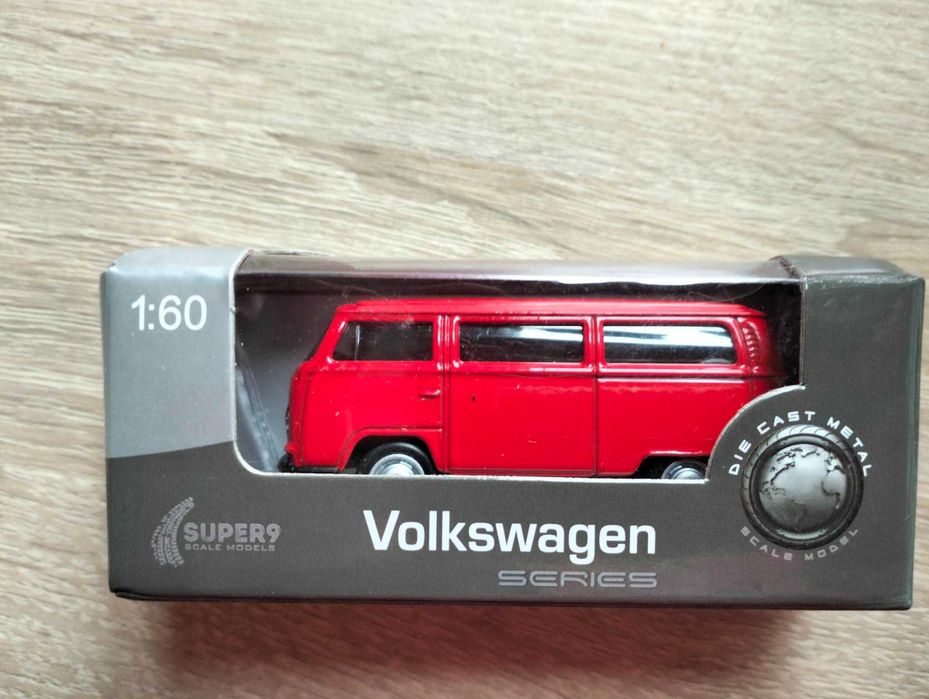 1:60
SUPER9
SCALE MODELS
Volkswagen
SERIES
DIE CAST METAL
SCALE MODEL